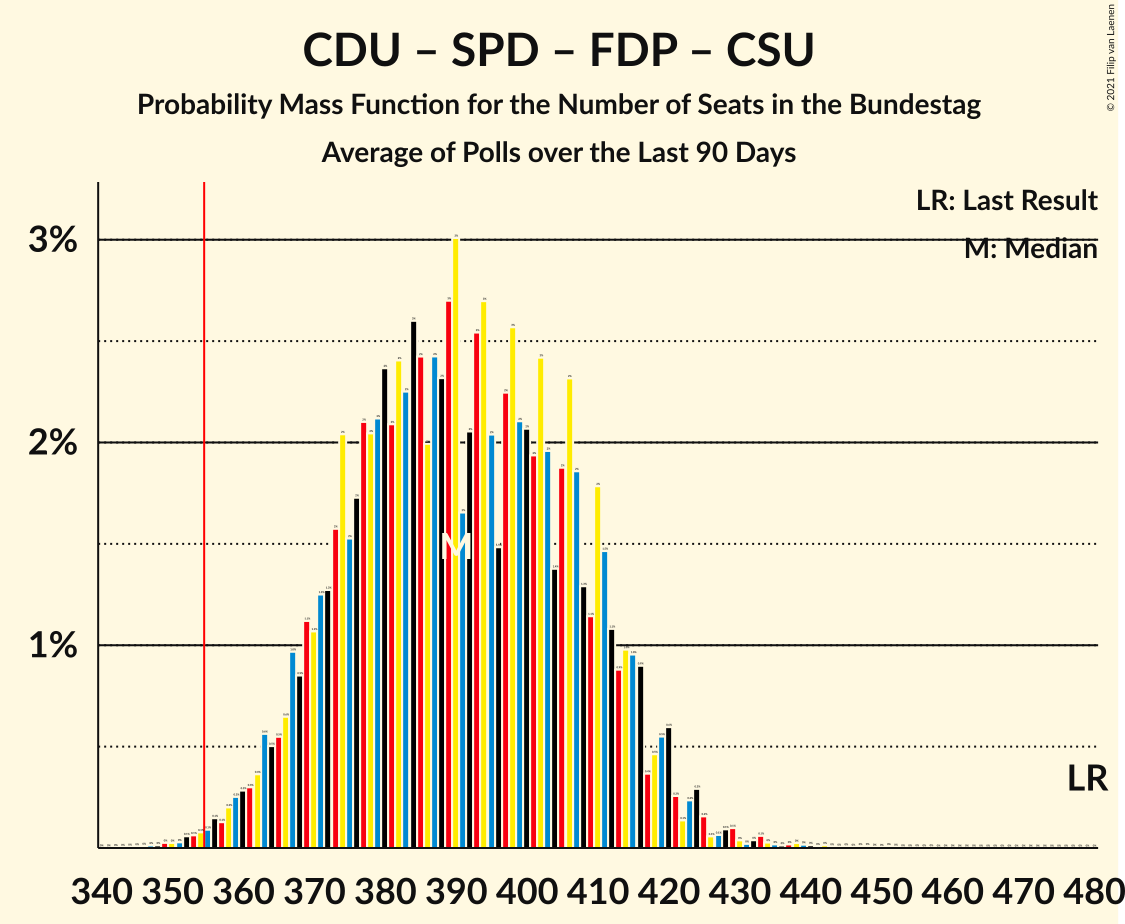 CDU – SPD – FDP – CSU
Probability Mass Function for the Number of Seats in the Bundestag
Average of Polls over the Last 90 Days
© 2021 Filip van Laenen
LR: Last Result
M: Median
3%
2%
1%
M
LR
340 350 360 370 380 390 400 410 420 430 440 450 460 470 480